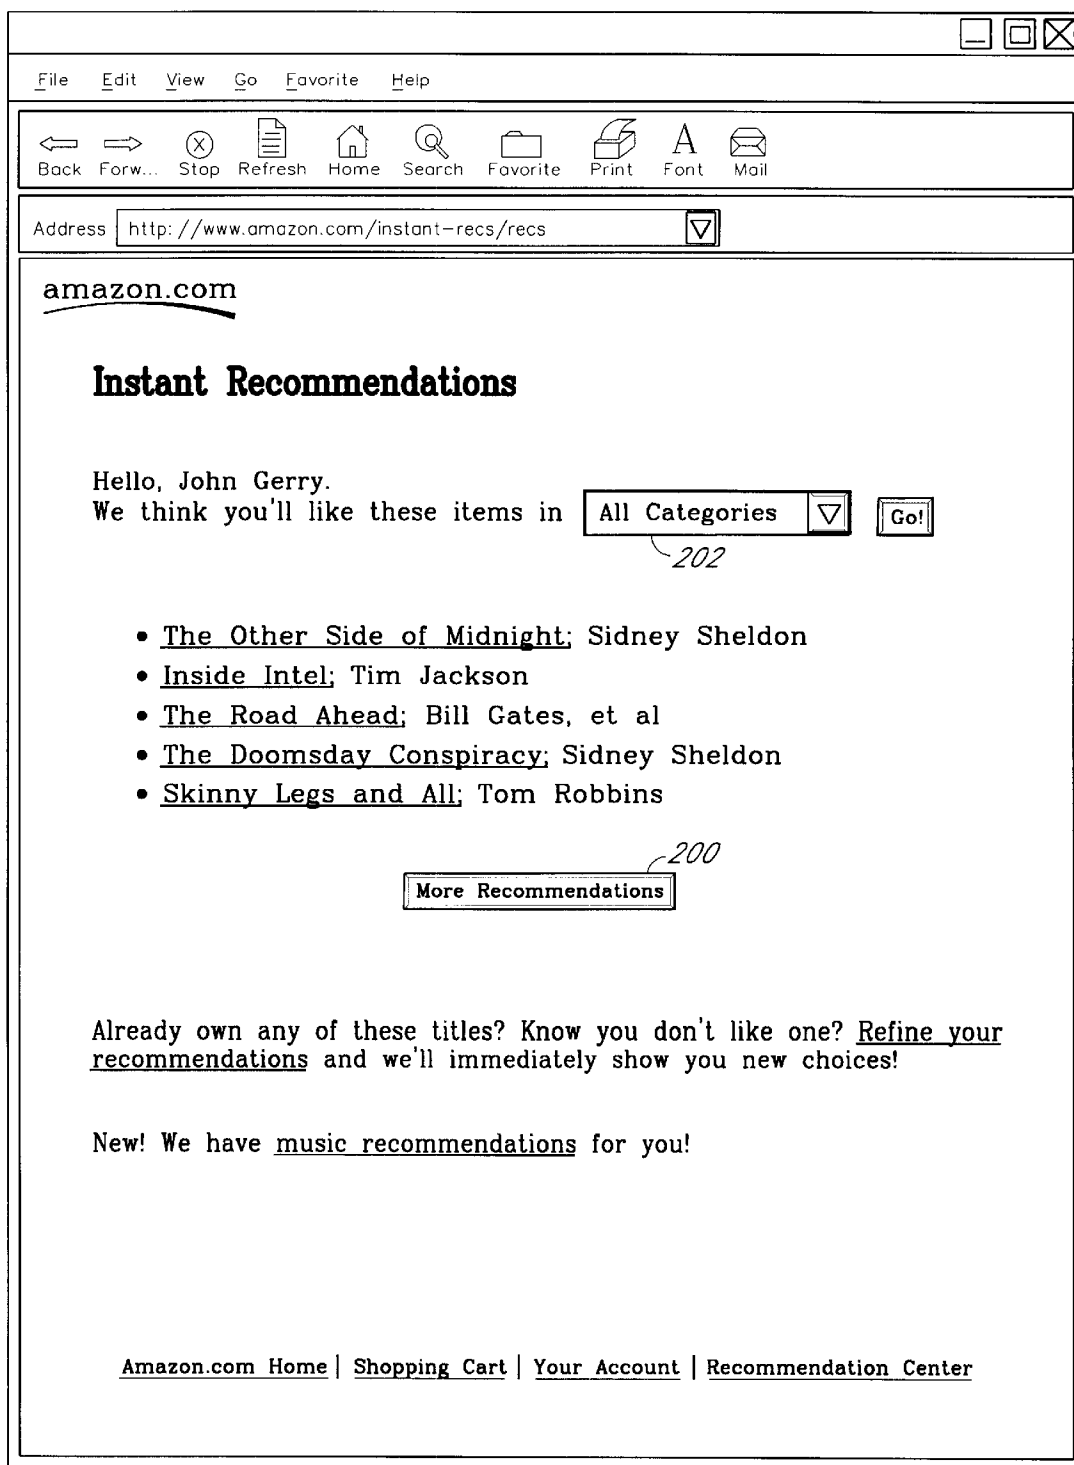 File Edit View Go Favorite Help
Back Forw... Stop Refresh Home Search Favorite Print Font Mail
Address http://www.amazon.com/instant-recs/recs
amazon.com
Instant Recommendations
Hello, John Gerry.
We think you'll like these items in All Categories Go!
202
• The Other Side of Midnight; Sidney Sheldon
• Inside Intel; Tim Jackson
• The Road Ahead; Bill Gates, et al
• The Doomsday Conspiracy; Sidney Sheldon
• Skinny Legs and All; Tom Robbins
200
More Recommendations
Already own any of these titles? Know you don't like one? Refine your
recommendations and we'll immediately show you new choices!
New! We have music recommendations for you!
Amazon.com Home | Shopping Cart | Your Account | Recommendation Center